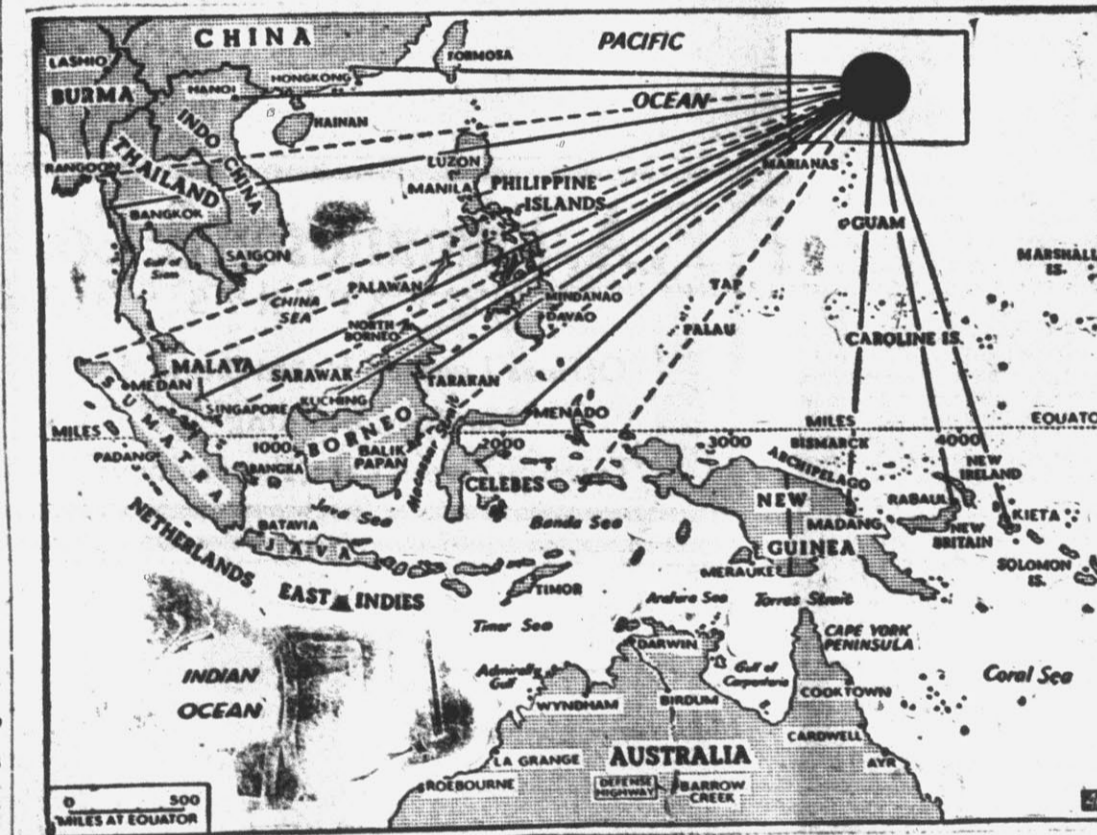 CHINA
PACIFIC
FORMOSA
LASHIO
HONGKONG
HANOI
BURMA
OCEAN
HAINAN
INDO CHINA
THAILAND
LUZON
RANGOON
MARIANAS
MANILA
PHILIPPINE
ISLANDS
BANGKOK
GUAM
SAIGON
Gulf of
Siam
MARSHALL
IS.
PALAWAN
YAP
CHINA
SEA
MINDANAO
DAVAO
NORTH
BORNEO
PALAU
CAROLINE IS.
MALAYA
SARAWAK
MEDAN
TARAKAN
KUCHING
SINGAPORE
MENADO
SUMATRA
MILES
EQUATO
MILES
1000
BORNEO
2000
3000
4000
BISMARCK
ARCHIPELAGO
PADANG
BALIK
PAPAN
Macassar Strait
BANGKA
CELEBES
NEW
IRELAND
NEW
GUINEA
RABAUL
KIETA
BATAVIA
Java Sea
Banda Sea
MADANG
NEW
BRITAIN
JAVA
NETHERLANDS
EAST INDIES
MERAUKE
SOLOMON
IS.
TIMOR
Arafura Sea
Torres Strait
Timor Sea
DARWIN
CAPE YORK
PENINSULA
INDIAN
OCEAN
Admiralty
Gulf
Gulf of
Carpentaria
Coral Sea
WYNDHAM
BIRDUM
COOKTOWN
CARDWELL
LA GRANGE
AUSTRALIA
AYR
ROEBOURNE
DEFENSE
HIGHWAY
BARROW
CREEK
0 500
MILES AT EQUATOR